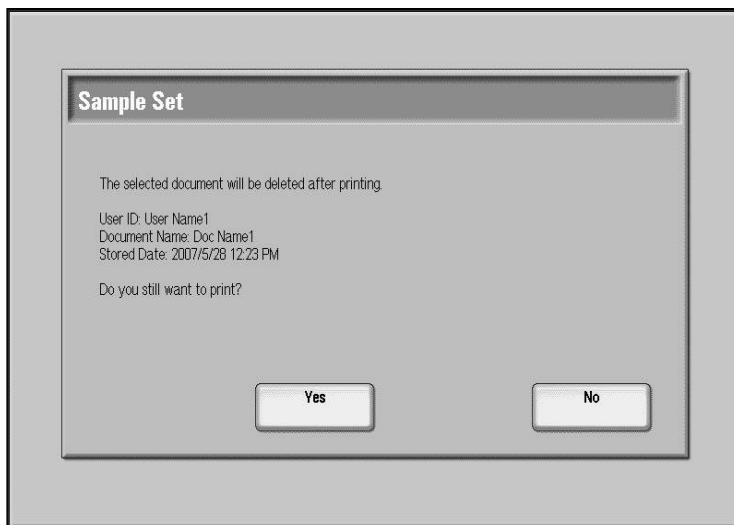 Sample Set
The selected document will be deleted after printing.
User ID: User Name1
Document Name: Doc Name1
Stored Date: 2007/5/28 12:23 PM
Do you still want to print?
Yes
No